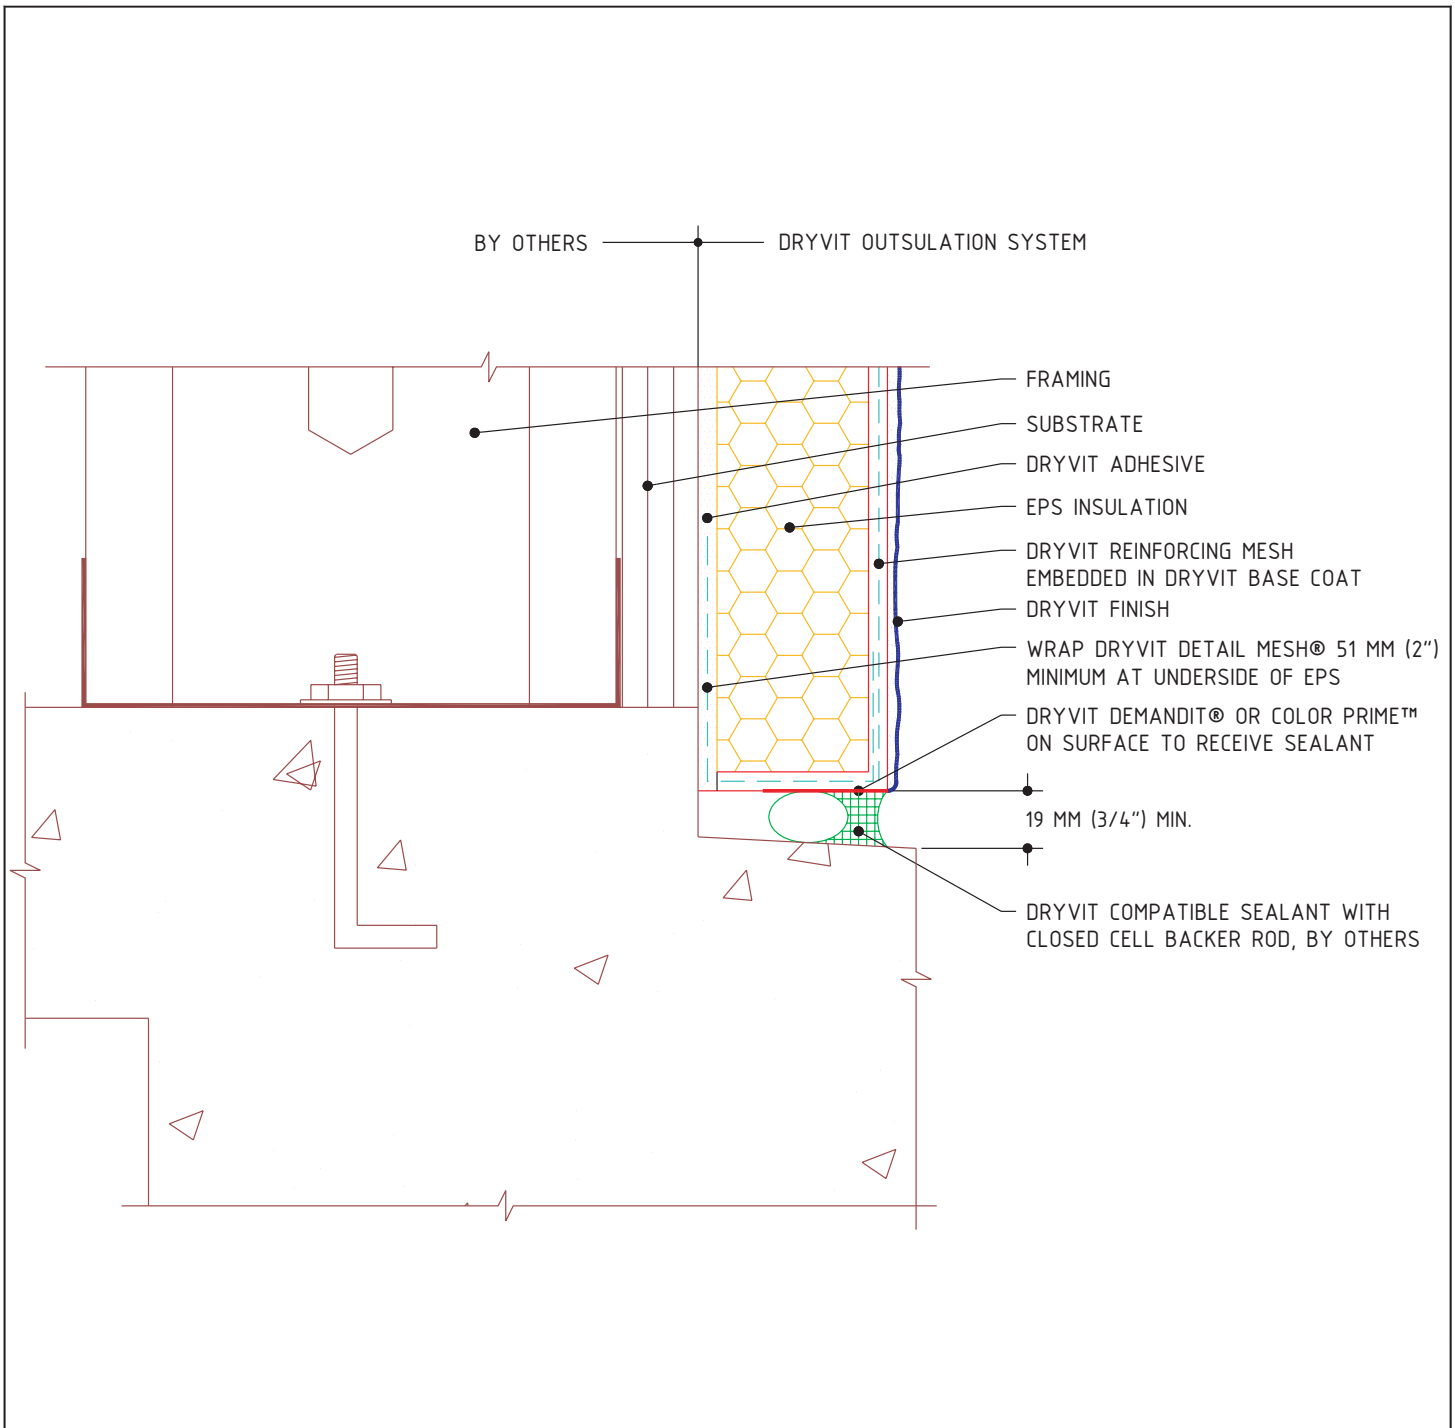 BY OTHERS
DRYVIT OUTSULATION SYSTEM
FRAMING
SUBSTRATE
DRYVIT ADHESIVE
EPS INSULATION
DRYVIT REINFORCING MESH
EMBEDDED IN DRYVIT BASE COAT
DRYVIT FINISH
WRAP DRYVIT DETAIL MESH® 51 MM (2")
MINIMUM AT UNDERSIDE OF EPS
DRYVIT DEMANDIT® OR COLOR PRIME™
ON SURFACE TO RECEIVE SEALANT
19 MM (3/4") MIN.
DRYVIT COMPATIBLE SEALANT WITH
CLOSED CELL BACKER ROD, BY OTHERS